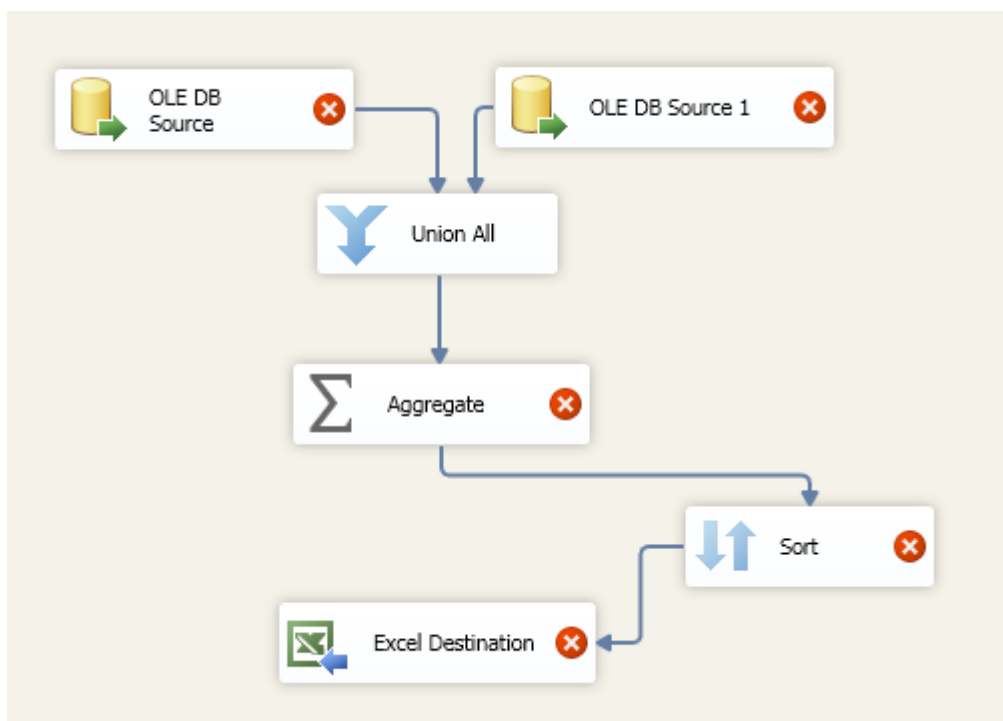 OLE DB
Source
OLE DB Source 1
Union All
Aggregate
Sort
Excel Destination